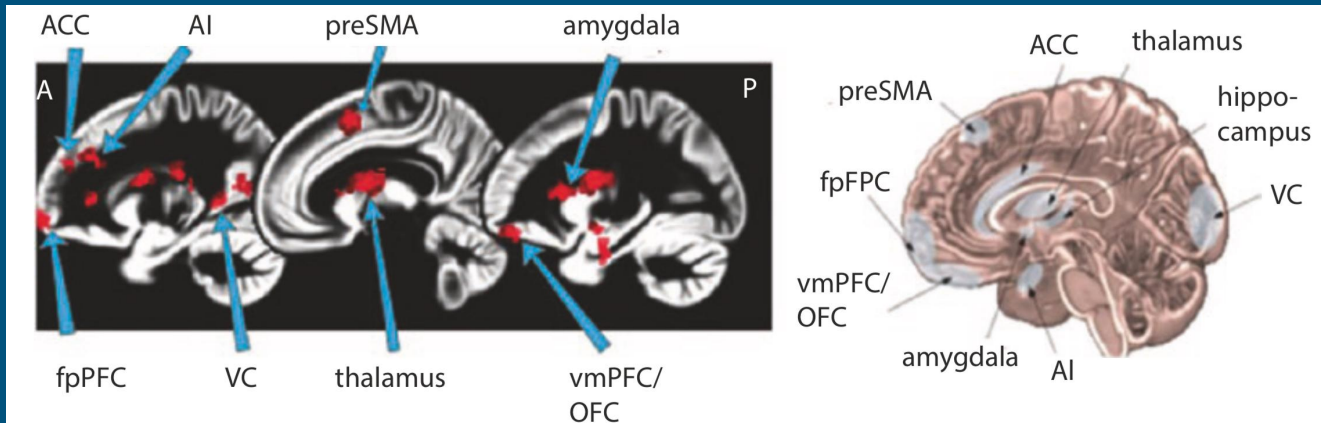 ACC AI preSMA amygdala
A P
fpPFC VC thalamus vmPFC/
OFC
ACC thalamus
preSMA hippo-
campus
fpFPC VC
vmPFC/
OFC
amygdala AI